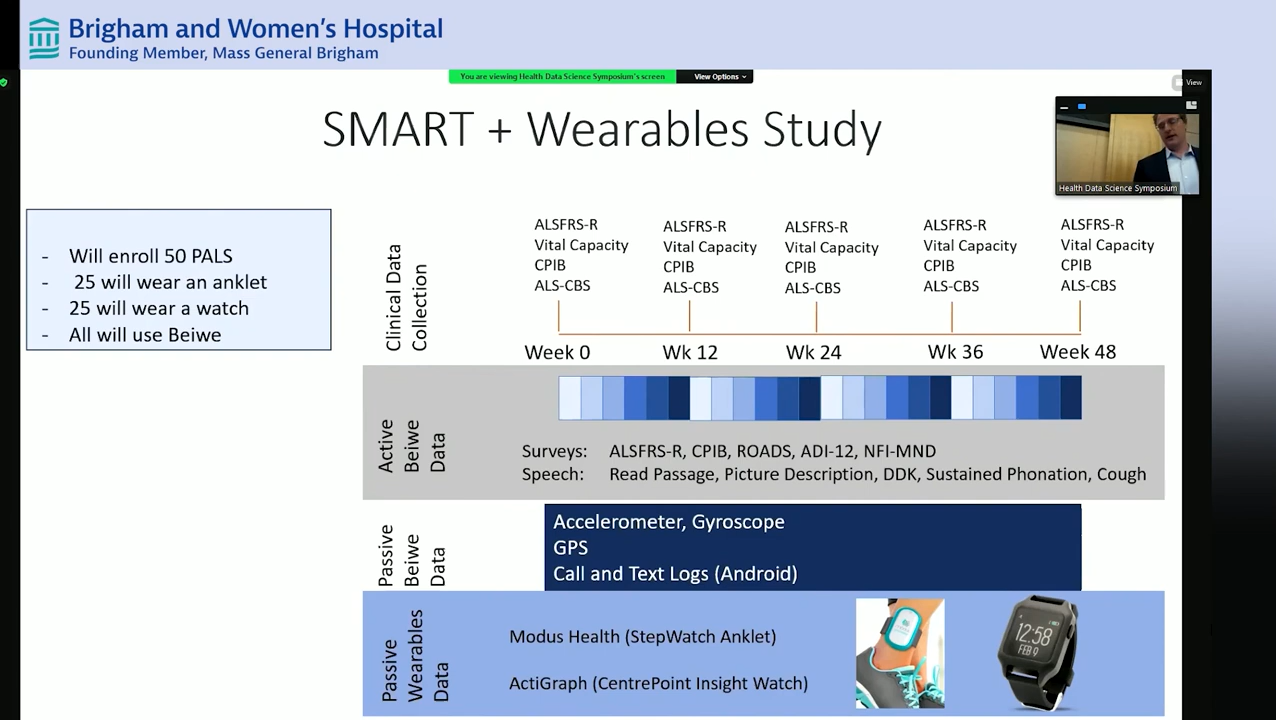 Brigham and Women's Hospital
Founding Member, Mass General Brigham
You are viewing Health Data Science Symposium's screen
View Options
View
SMART + Wearables Study
Health Data Science Symposium
- Will enroll 50 PALS
- 25 will wear an anklet
- 25 will wear a watch
- All will use Beiwe
Clinical Data
Collection
ALSFRS-R
Vital Capacity
CPIB
ALS-CBS
ALSFRS-R
Vital Capacity
CPIB
ALS-CBS
ALSFRS-R
Vital Capacity
CPIB
ALS-CBS
ALSFRS-R
Vital Capacity
CPIB
ALS-CBS
ALSFRS-R
Vital Capacity
CPIB
ALS-CBS
Week 0 Wk 12 Wk 24 Wk 36 Week 48
Active
Beiwe
Data
Surveys: ALSFRS-R, CPIB, ROADS, ADI-12, NFI-MND
Speech: Read Passage, Picture Description, DDK, Sustained Phonation, Cough
Passive
Beiwe
Data
Accelerometer, Gyroscope
GPS
Call and Text Logs (Android)
Passive
Wearables
Data
Modus Health (StepWatch Anklet)
ActiGraph (CentrePoint Insight Watch)
12:58
FEB 9